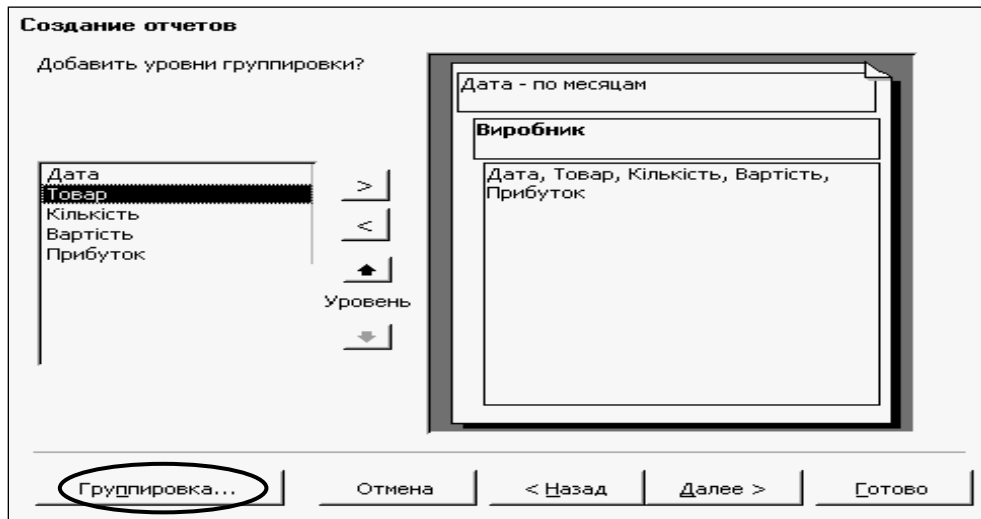 Создание отчетов
Добавить уровни группировки?
Дата
Товар
Кількість
Вартість
Прибуток
>
<
Уровень
Дата - по месяцам
Виробник
Дата, Товар, Кількість, Вартість,
Прибуток
Группировка...
Отмена
< Назад
Далее >
Готово